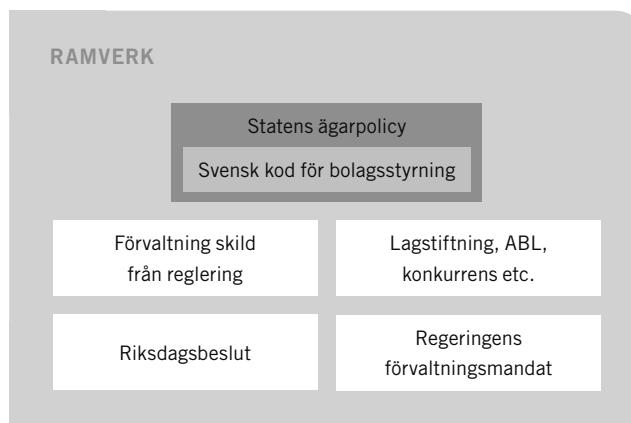 RAMVERK
Statens ägarpolicy
Svensk kod för bolagsstyrning
Förvaltning skild
från reglering
Lagstiftning, ABL,
konkurrens etc.
Riksdagsbeslut
Regeringens
förvaltningsmandat